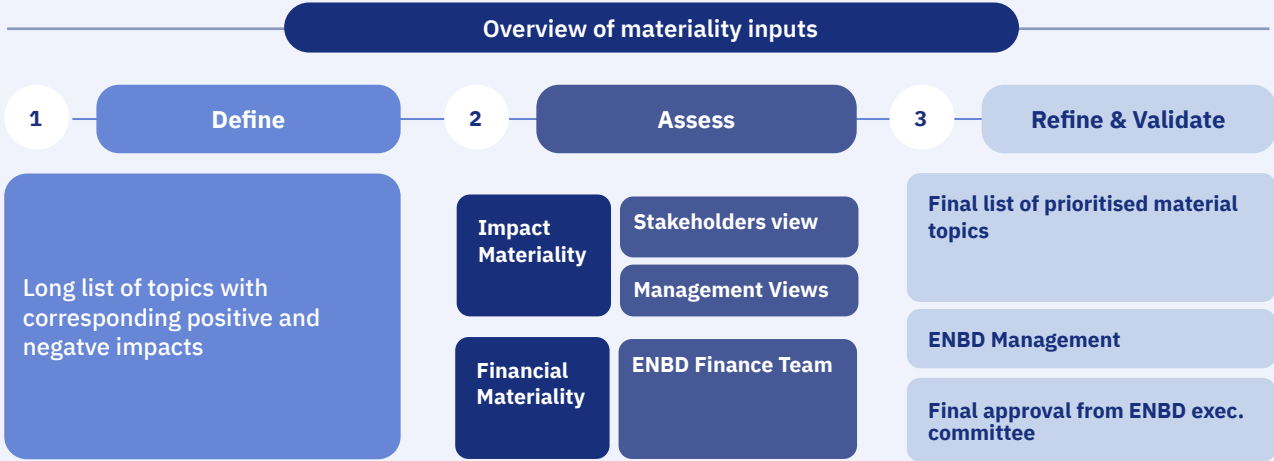 Overview of materiality inputs
1
Define
2
Assess
3
Refine & Validate
Long list of topics with
corresponding positive and
negatve impacts
Impact
Materiality
Stakeholders view
Management Views
Financial
Materiality
ENBD Finance Team
Final list of prioritised material
topics
ENBD Management
Final approval from ENBD exec.
committee